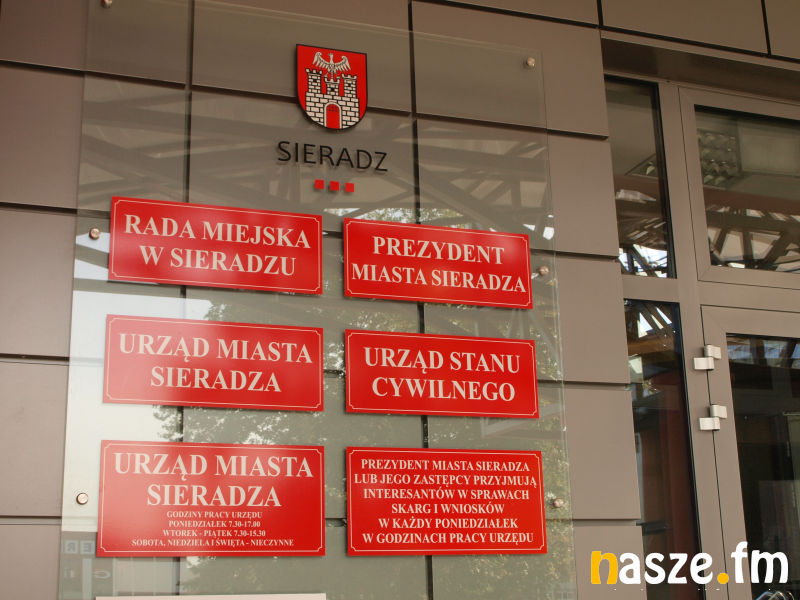 SIERADZ
RADA MIEJSKA
W SIERADZU
PREZYDENT
MIASTA SIERADZA
URZĄD MIASTA
SIERADZA
URZĄD STANU
CYWILNEGO
URZĄD MIASTA
SIERADZA
GODZINY PRACY URZĘDU
PONIEDZIAŁEK 7.30-17.00
WTOREK - PIĄTEK 7.30-15.30
SOBOTA, NIEDZIELA I ŚWIĘTA - NIECZYNNE
PREZYDENT MIASTA SIERADZA
LUB JEGO ZASTĘPCY PRZYJMUJĄ
INTERESANTÓW W SPRAWACH
SKARG I WNIOSKÓW
W KAŻDY PONIEDZIAŁEK
W GODZINACH PRACY URZĘDU
nasze.fm